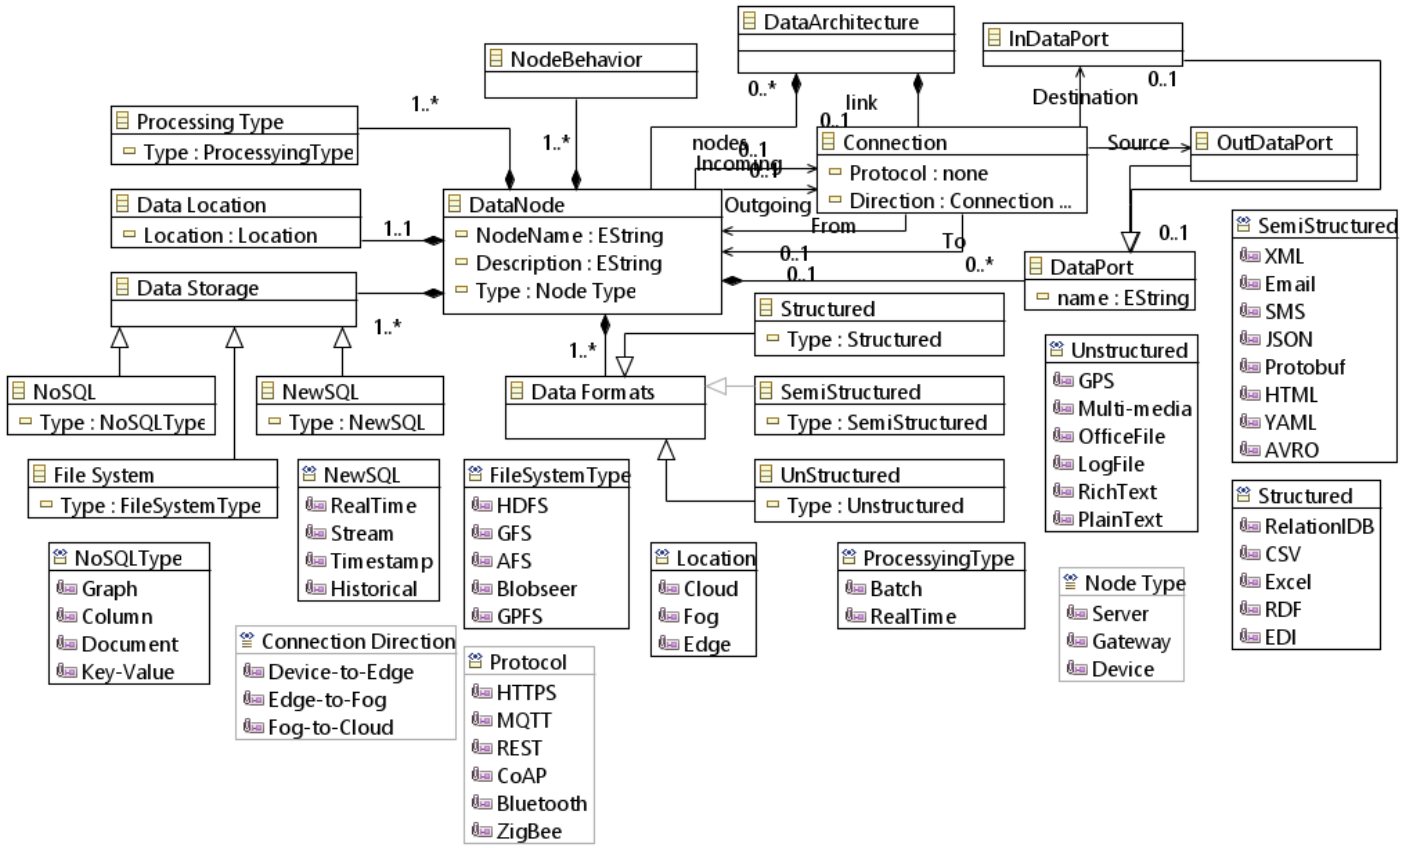 DataArchitecture
InDataPort
NodeBehavior
0..1
0..*
1..*
link
Destination
Processing Type
Type : ProcessyingType
0..1
1..*
nodes
0..1
Connection
Protocol : none
Direction : Connection ...
Source
OutDataPort
Incoming
0..1
Data Location
Location : Location
1..1
DataNode
NodeName : EString
Description : EString
Type : Node Type
Outgoing
From
To
0..1
0..1
0..*
0..1
DataPort
name : EString
SemiStructured
XML
Email
SMS
JSON
Protobuf
HTML
YAML
AVRO
Data Storage
1..*
1..*
Structured
Type : Structured
Unstructured
GPS
Multi-media
OfficeFile
LogFile
RichText
PlainText
NoSQL
Type : NoSQLType
NewSQL
Type : NewSQL
Data Formats
SemiStructured
Type : SemiStructured
File System
Type : FileSystemType
NewSQL
RealTime
Stream
Timestamp
Historical
FileSystemType
HDFS
GFS
AFS
Blobseer
GPFS
UnStructured
Type : Unstructured
Structured
RelationlDB
CSV
Excel
RDF
EDI
NoSQLType
Graph
Column
Document
Key-Value
Location
Cloud
Fog
Edge
ProcessyingType
Batch
RealTime
Node Type
Server
Gateway
Device
Connection Direction
Device-to-Edge
Edge-to-Fog
Fog-to-Cloud
Protocol
HTTPS
MQTT
REST
CoAP
Bluetooth
ZigBee